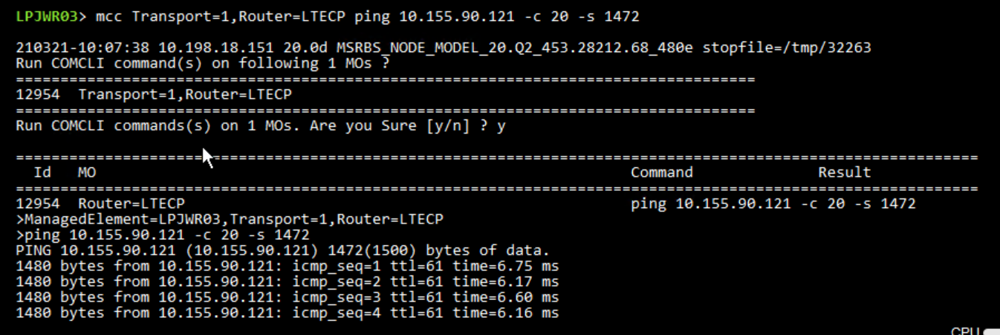 LPJWR03> mcc Transport=1,Router=LTECP ping 10.155.90.121 -c 20 -s 1472
210321-10:07:38 10.198.18.151 20.0d MSRBS_NODE_MODEL_20.Q2_453.28212.68_480e stopfile=/tmp/32263
Run COMCLI command(s) on following 1 MOs ?
===================================================================================
12954  Transport=1,Router=LTECP
===================================================================================
Run COMCLI commands(s) on 1 MOs. Are you Sure [y/n] ? y
============================================================================================================
Id   MO                                                             Command              Result
============================================================================================================
12954  Router=LTECP                                                  ping 10.155.90.121 -c 20 -s 1472
>ManagedElement=LPJWR03,Transport=1,Router=LTECP
>ping 10.155.90.121 -c 20 -s 1472
PING 10.155.90.121 (10.155.90.121) 1472(1500) bytes of data.
1480 bytes from 10.155.90.121: icmp_seq=1 ttl=61 time=6.75 ms
1480 bytes from 10.155.90.121: icmp_seq=2 ttl=61 time=6.17 ms
1480 bytes from 10.155.90.121: icmp_seq=3 ttl=61 time=6.60 ms
1480 bytes from 10.155.90.121: icmp_seq=4 ttl=61 time=6.16 ms
CPU